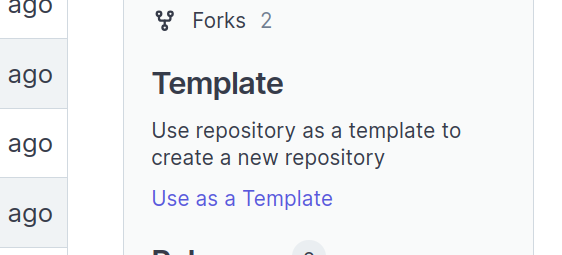 ago
Forks 2
ago
Template
Use repository as a template to
ago
create a new repository
Use as a Template
ago